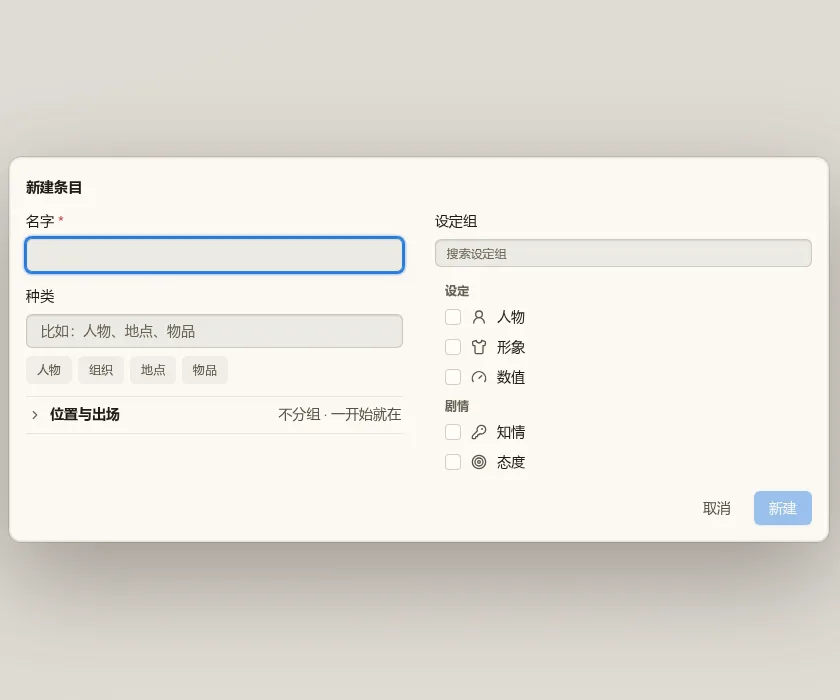 新建条目
名字 *
种类
比如：人物、地点、物品
人物 组织 地点 物品
位置与出场 不分组 · 一开始就在
设定组
搜索设定组
设定
人物
形象
数值
剧情
知情
态度
取消 新建